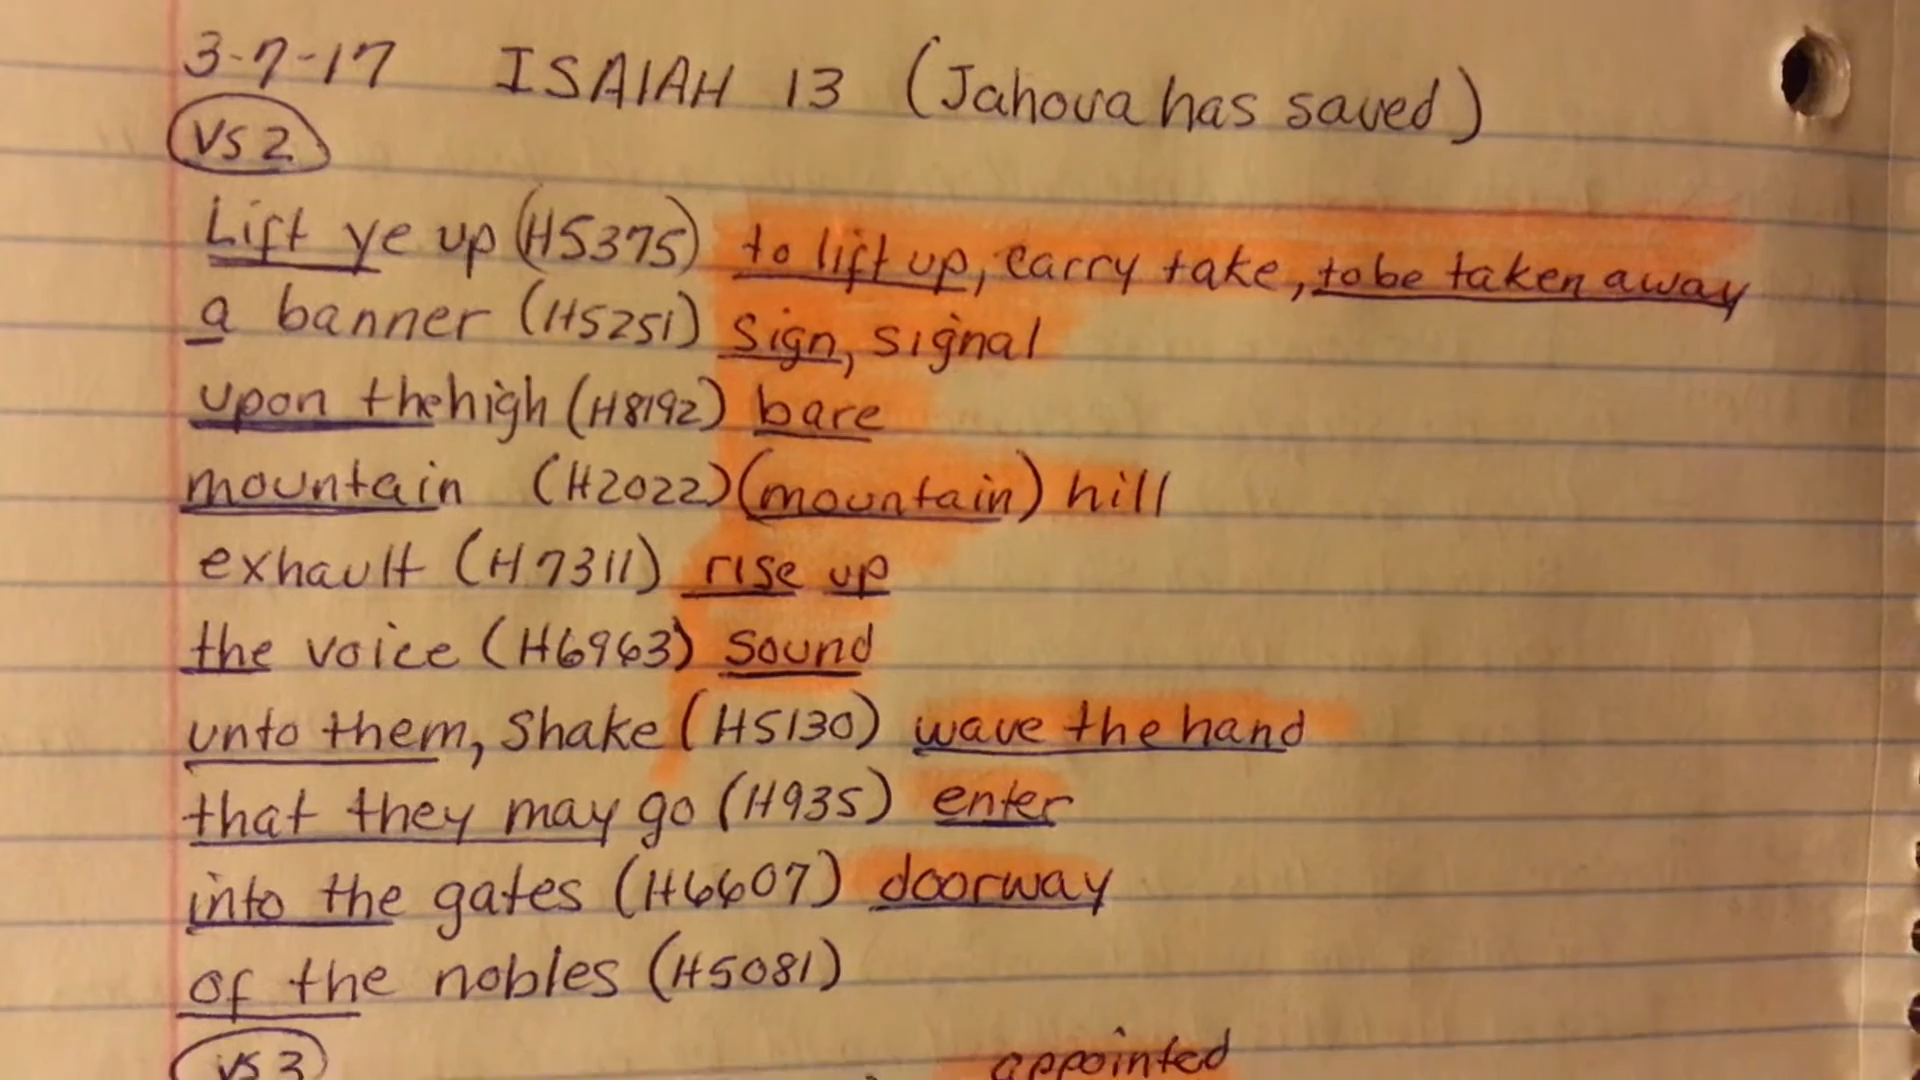 3-7-17 ISAIAH 13 (Jahova has saved)
VS 2
Lift ye up (H5375) to lift up, carry take, to be taken away
a banner (H5251) sign, signal
upon the high (H8192) bare
mountain (H2022) (mountain) hill
exhault (H7311) rise up
the voice (H6963) sound
unto them, Shake (H5130) wave the hand
that they may go (H935) enter
into the gates (H6607) doorway
of the nobles (H5081)
VS 3
appointed